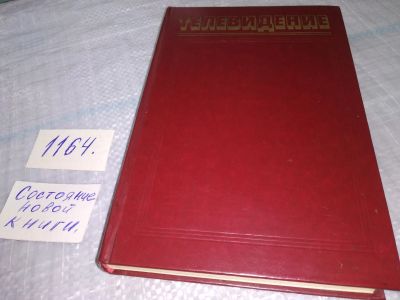 ТЕЛЕВИДЕНИЕ
1164.
Состояние
новой
книги.